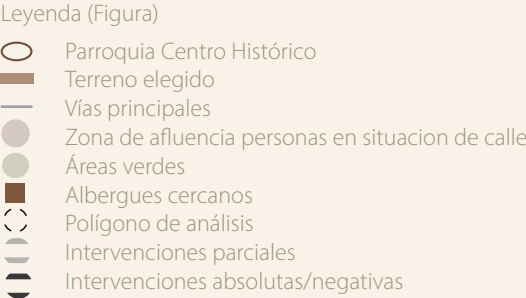 Leyenda (Figura)
Parroquia Centro Histórico
Terreno elegido
Vías principales
Zona de afluencia personas en situacion de calle
Áreas verdes
Albergues cercanos
Polígono de análisis
Intervenciones parciales
Intervenciones absolutas/negativas